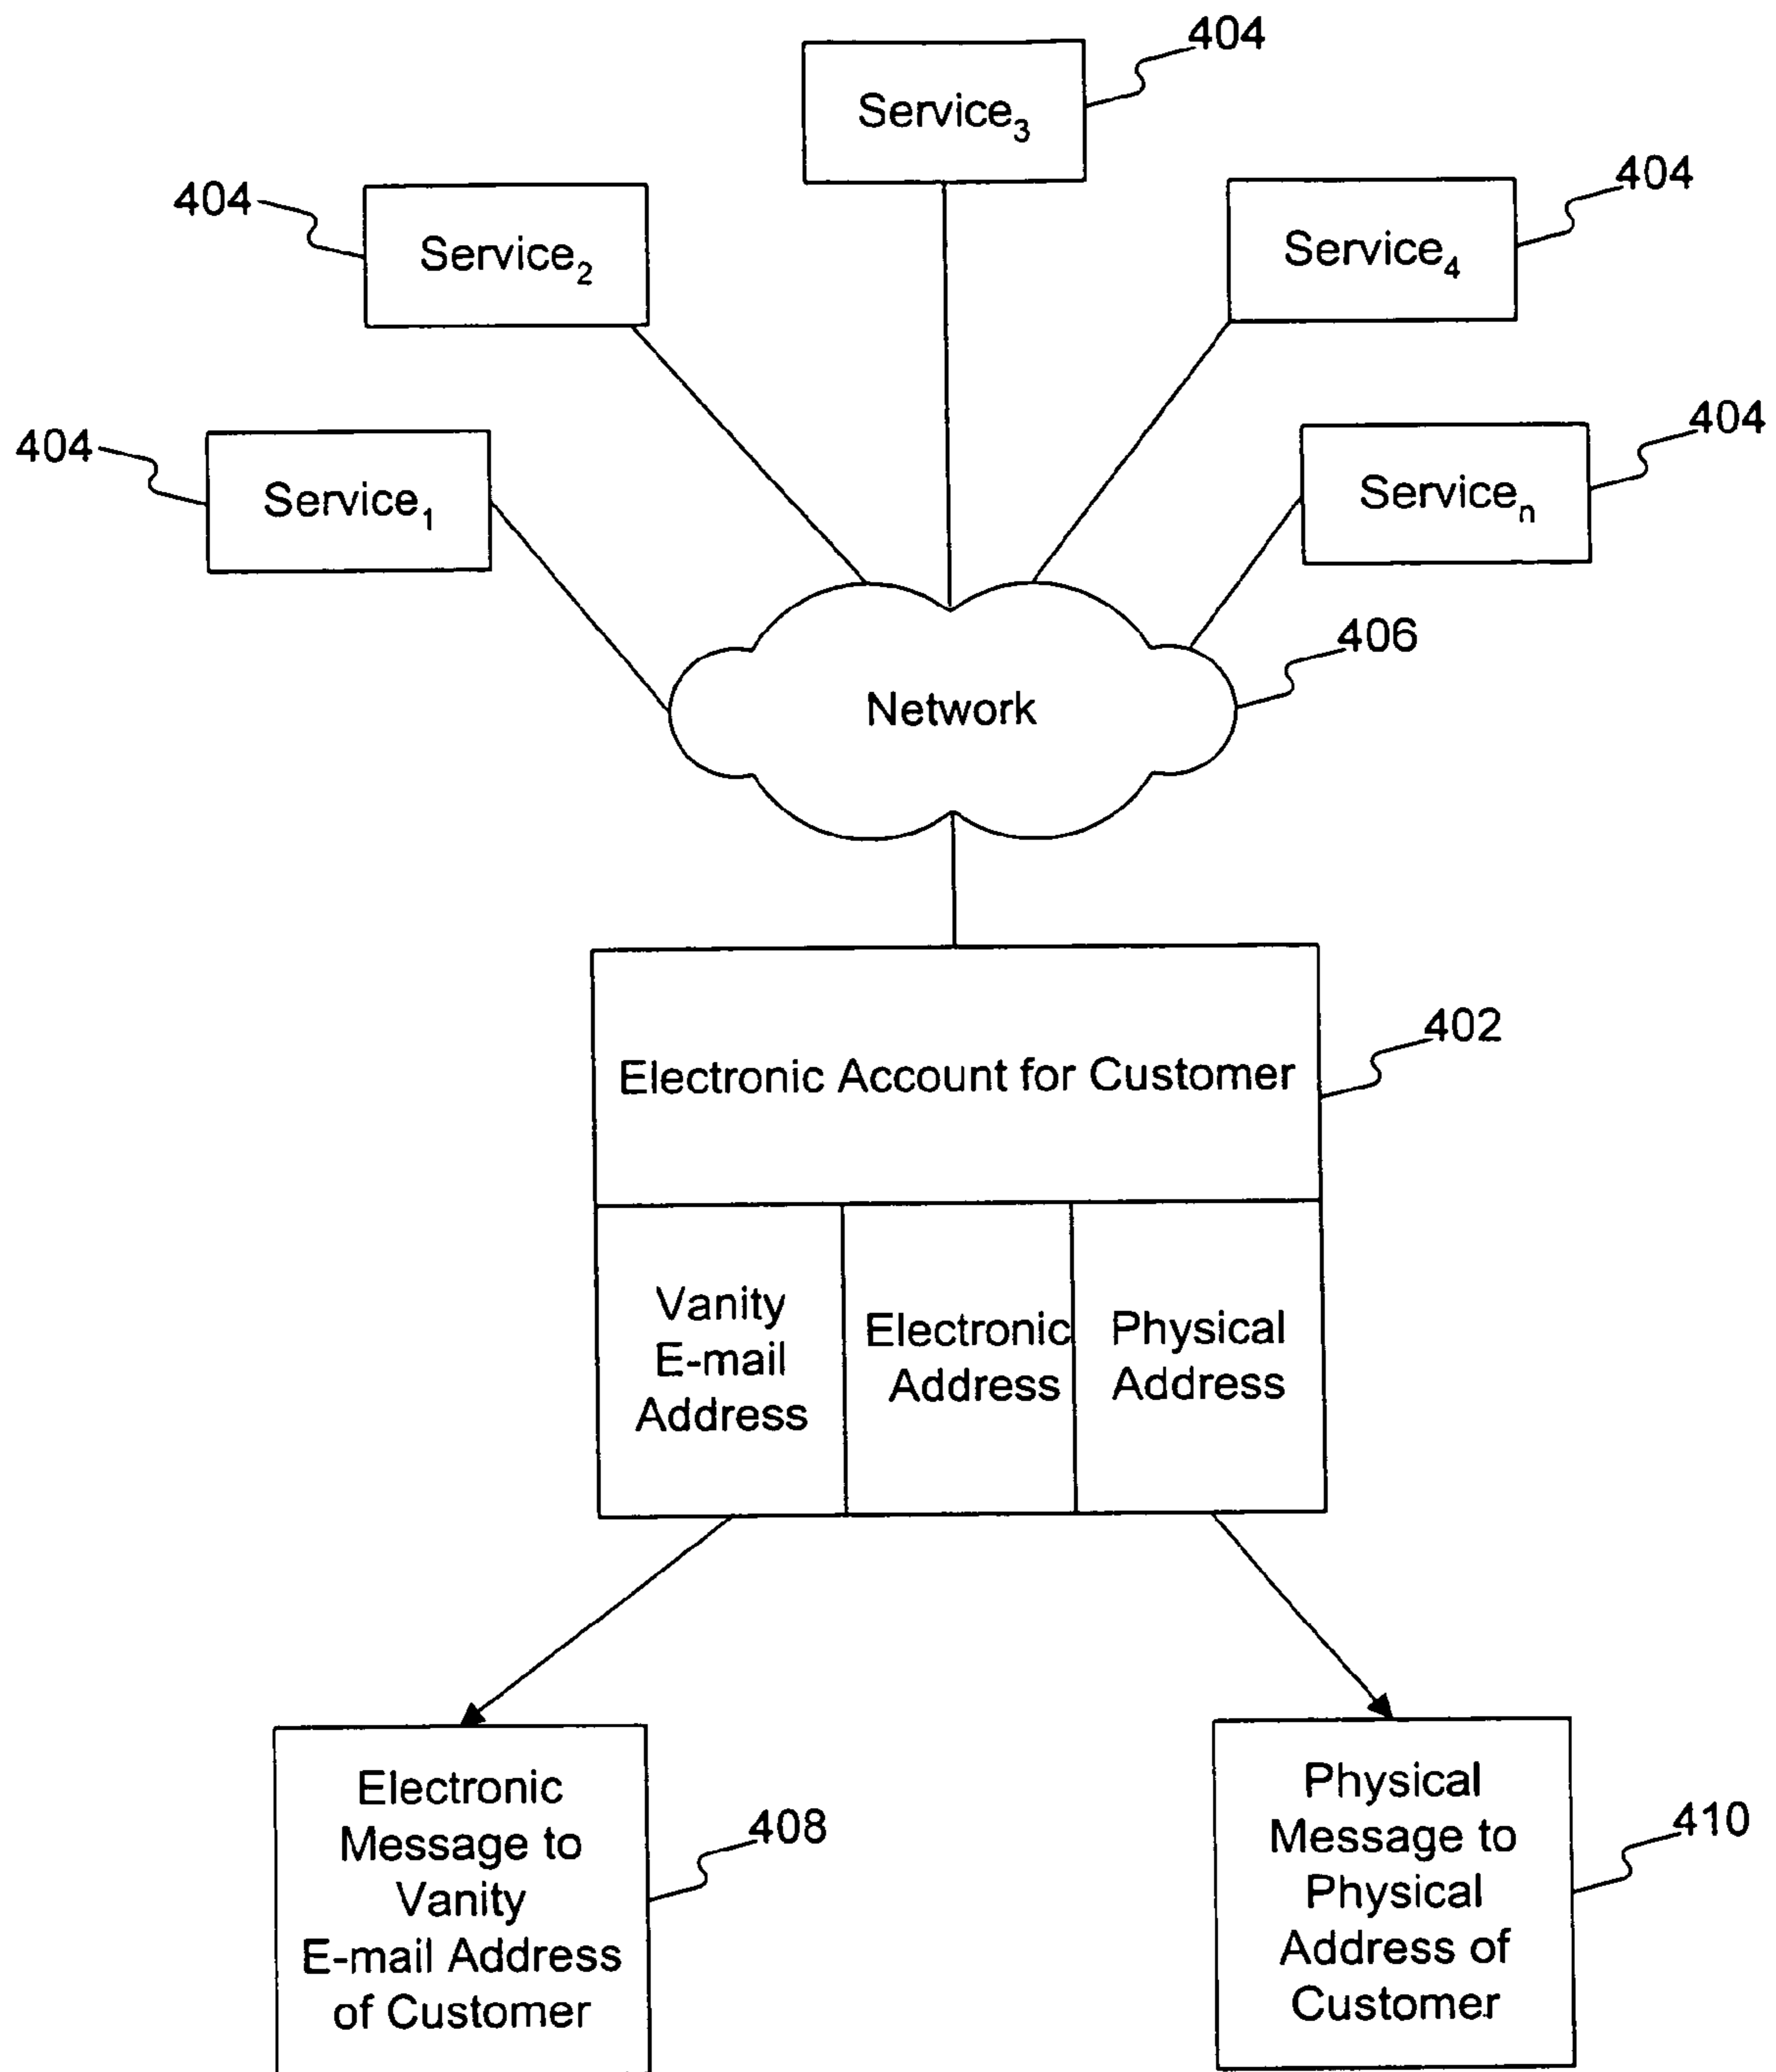 404
Service₃
404
Service₂
Service₄
404
404
Service₁
Serviceₙ
404
406
Network
402
Electronic Account for Customer
Vanity
E-mail
Address
Electronic
Address
Physical
Address
Electronic
Message to
Vanity
E-mail Address
of Customer
408
Physical
Message to
Physical
Address of
Customer
410